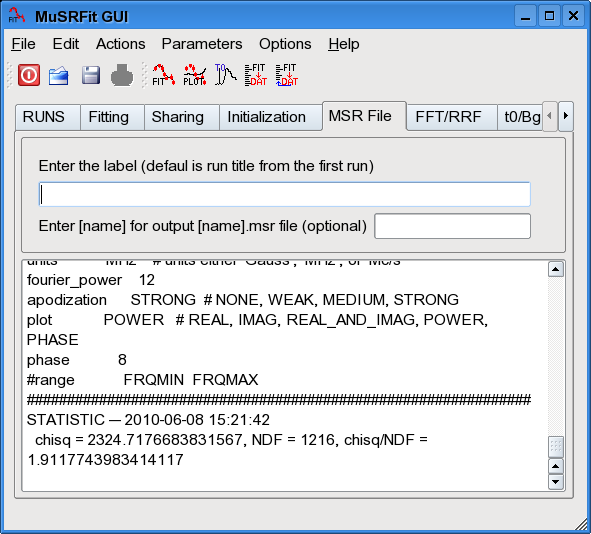 MuSRFit GUI
File Edit Actions Parameters Options Help
FIT PLOT T0 FIT DAT FIT DAT
RUNS Fitting Sharing Initialization MSR File FFT/RRF t0/Bg
Enter the label (defaul is run title from the first run)
Enter [name] for output [name].msr file (optional)
units MHz # units either 'Gauss', 'MHz', or 'Mc/s'
fourier_power 12
apodization STRONG # NONE, WEAK, MEDIUM, STRONG
plot POWER # REAL, IMAG, REAL_AND_IMAG, POWER,
PHASE
phase 8
#range FRQMIN FRQMAX
###############################################################
STATISTIC --- 2010-06-08 15:21:42
chisq = 2324.7176683831567, NDF = 1216, chisq/NDF =
1.9117743983414117